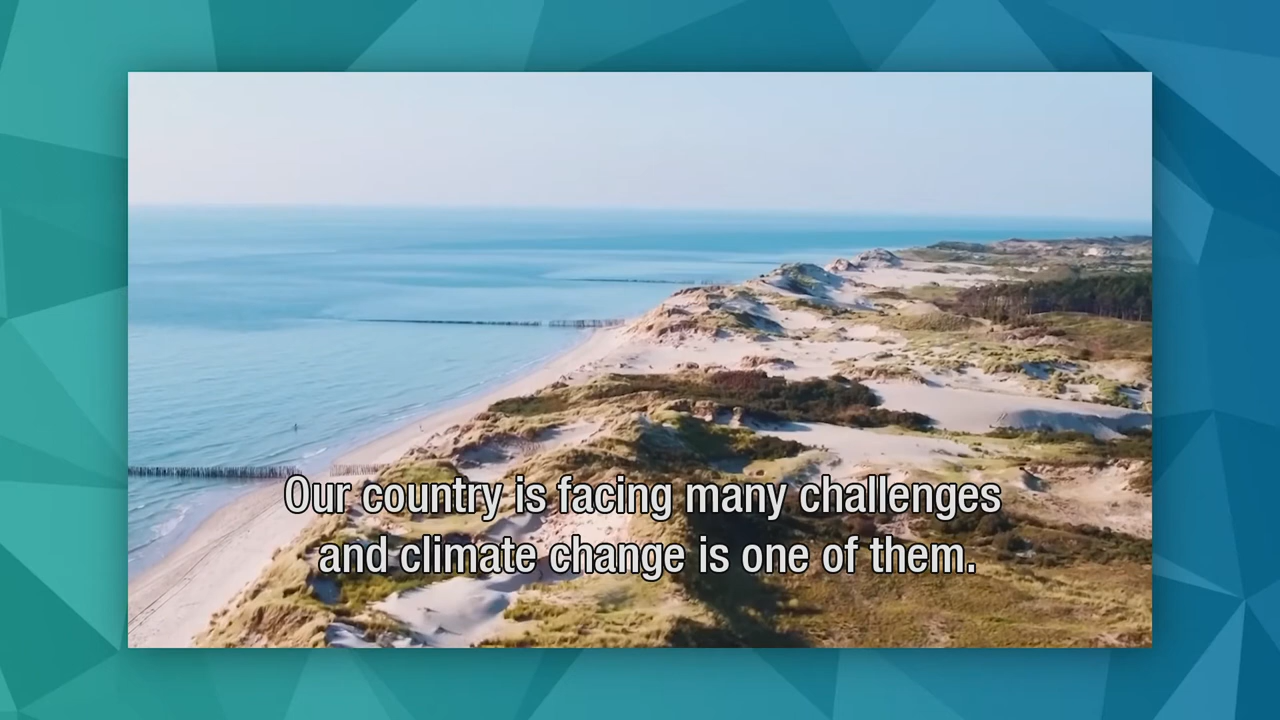 Our country is facing many challenges
and climate change is one of them.